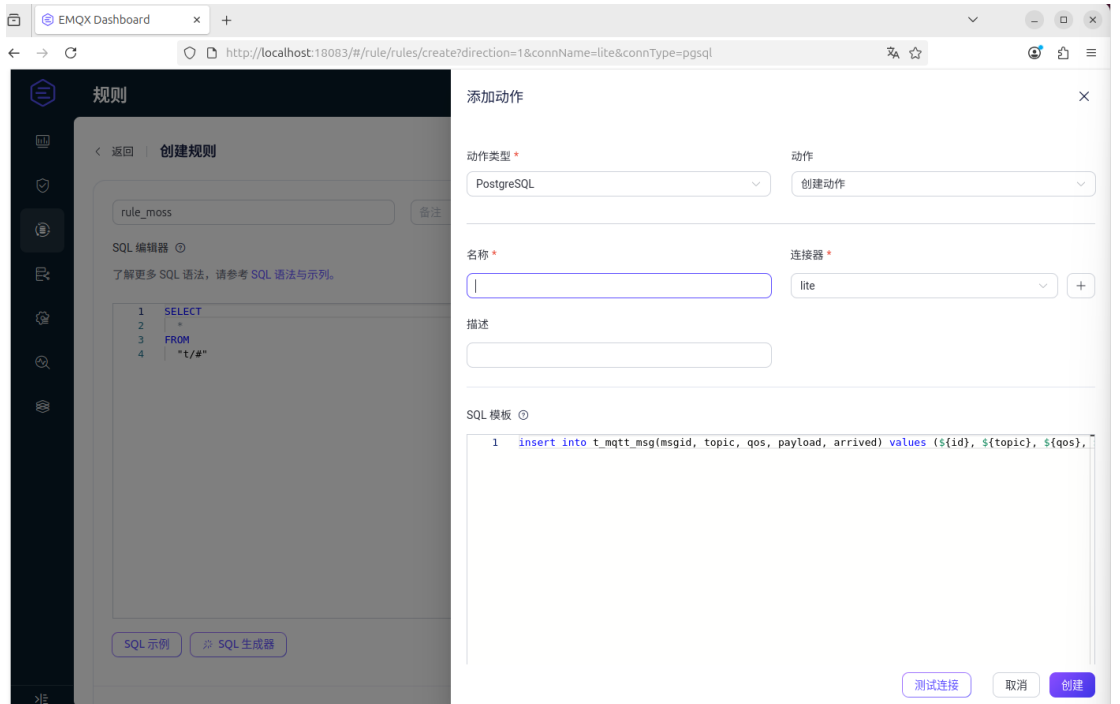 EMQX Dashboard
http://localhost:18083/#/rule/rules/create?direction=1&connName=lite&connType=pgsql
规则
返回
创建规则
rule_moss
备注
SQL 编辑器
了解更多 SQL 语法，请参考 SQL 语法与示列。
1 SELECT
2 *
3 FROM
4 "t/#"
SQL 示例
SQL 生成器
添加动作
动作类型 *
动作
PostgreSQL
创建动作
名称 *
连接器 *
lite
描述
SQL 模板
1 insert into t_mqtt_msg(msgid, topic, qos, payload, arrived) values (${id}, ${topic}, ${qos},
测试连接
取消
创建